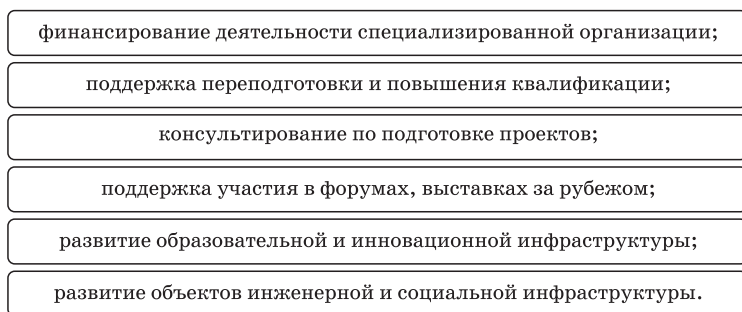 финансирование деятельности специализированной организации;
поддержка переподготовки и повышения квалификации;
консультирование по подготовке проектов;
поддержка участия в форумах, выставках за рубежом;
развитие образовательной и инновационной инфраструктуры;
развитие объектов инженерной и социальной инфраструктуры.